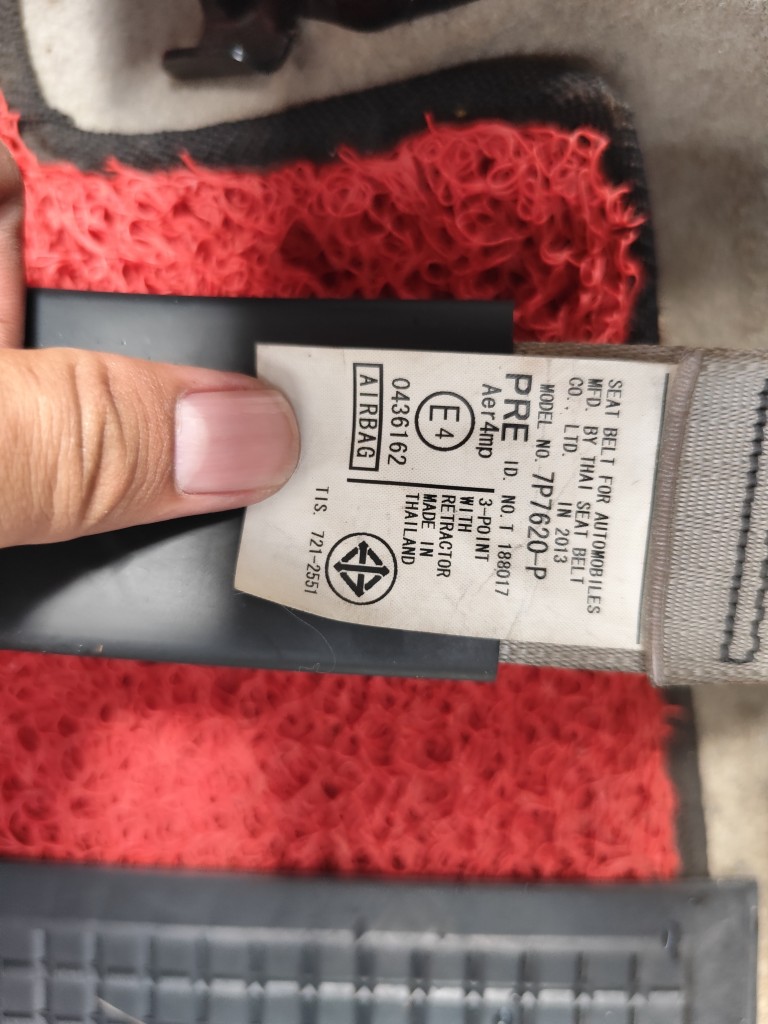 SEAT BELT FOR AUTOMOBILES
MFD. BY THAI SEAT BELT
CO., LTD. IN 2013
MODEL NO. 7P7620-P
PRE ID. NO.T 188017
Aer4mp
E4
0436162
AIRBAG
3-POINT
WITH
RETRACTOR
MADE IN
THAILAND
TIS. 721-2551